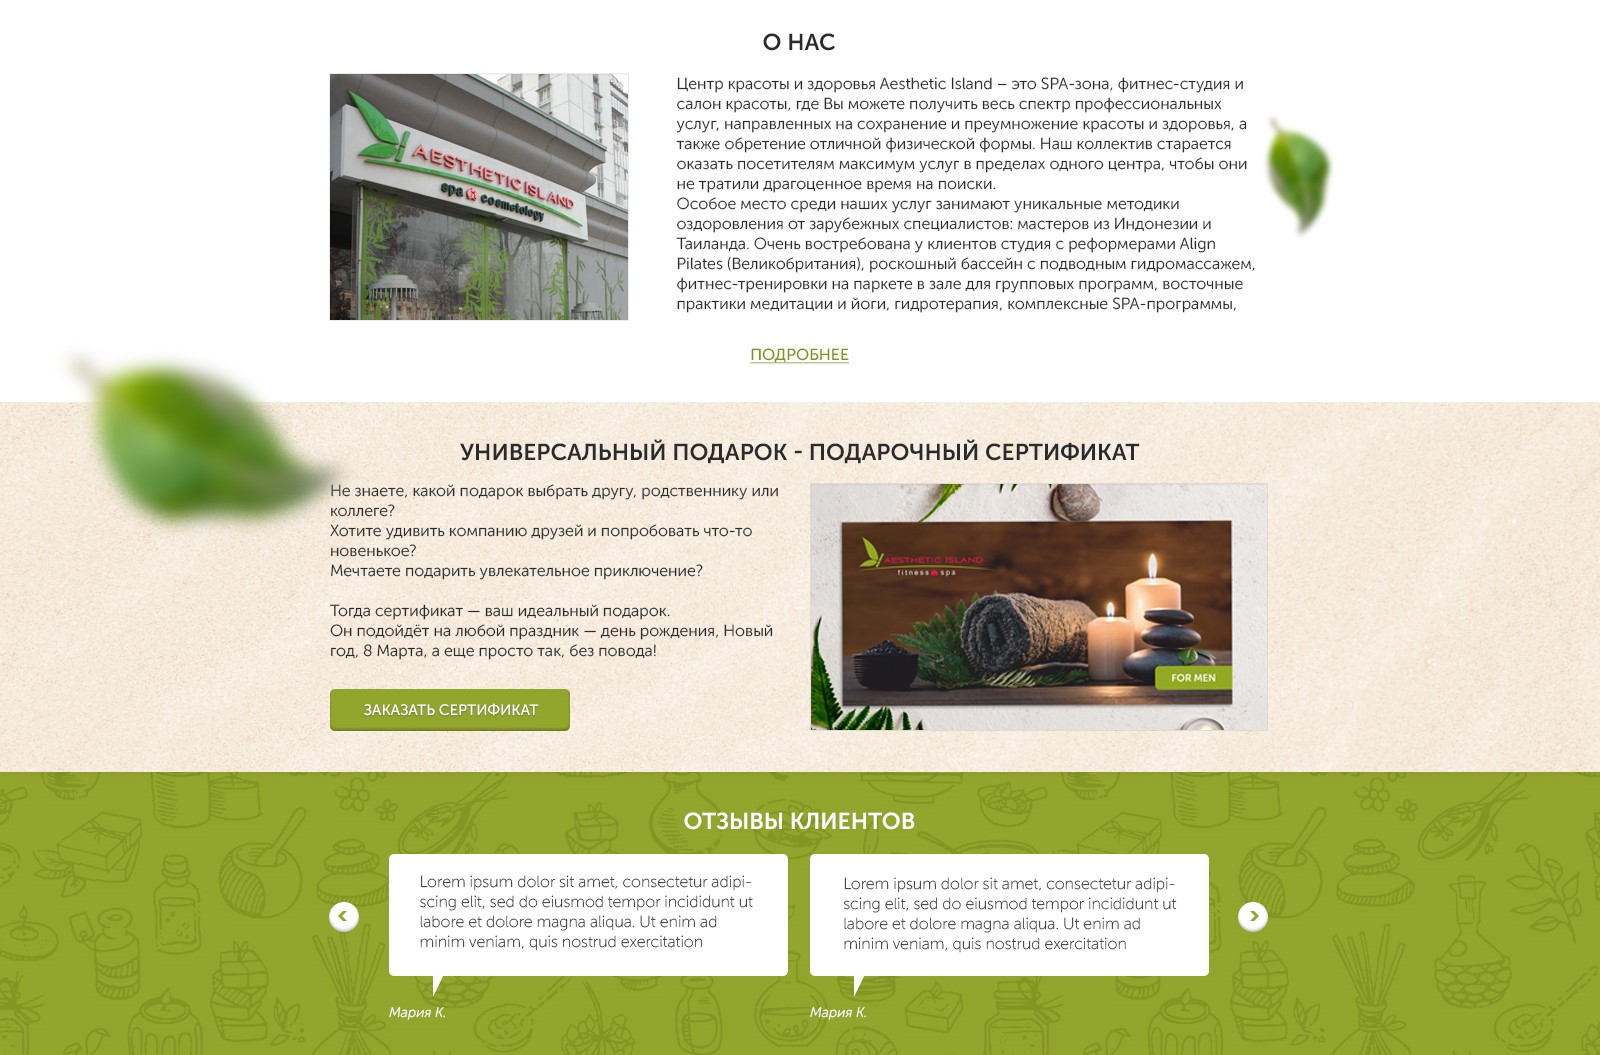 О НАС
AESTHETIC ISLAND
spa cosmetology
Центр красоты и здоровья Aesthetic Island – это SPA-зона, фитнес-студия и
салон красоты, где Вы можете получить весь спектр профессиональных
услуг, направленных на сохранение и преумножение красоты и здоровья, а
также обретение отличной физической формы. Наш коллектив старается
оказать посетителям максимум услуг в пределах одного центра, чтобы они
не тратили драгоценное время на поиски.
Особое место среди наших услуг занимают уникальные методики
оздоровления от зарубежных специалистов: мастеров из Индонезии и
Таиланда. Очень востребована у клиентов студия с реформерами Align
Pilates (Великобритания), роскошный бассейн с подводным гидромассажем,
фитнес-тренировки на паркете в зале для групповых программ, восточные
практики медитации и йоги, гидротерапия, комплексные SPA-программы,
ПОДРОБНЕЕ
УНИВЕРСАЛЬНЫЙ ПОДАРОК - ПОДАРОЧНЫЙ СЕРТИФИКАТ
Не знаете, какой подарок выбрать другу, родственнику или
коллеге?
Хотите удивить компанию друзей и попробовать что-то
новенькое?
Мечтаете подарить увлекательное приключение?
Тогда сертификат — ваш идеальный подарок.
Он подойдёт на любой праздник — день рождения, Новый
год, 8 Марта, а еще просто так, без повода!
ЗАКАЗАТЬ СЕРТИФИКАТ
AESTHETIC ISLAND
fitness spa
FOR MEN
ОТЗЫВЫ КЛИЕНТОВ
Lorem ipsum dolor sit amet, consectetur adipi-
scing elit, sed do eiusmod tempor incididunt ut
labore et dolore magna aliqua. Ut enim ad
minim veniam, quis nostrud exercitation
Мария К.
Lorem ipsum dolor sit amet, consectetur adipi-
scing elit, sed do eiusmod tempor incididunt ut
labore et dolore magna aliqua. Ut enim ad
minim veniam, quis nostrud exercitation
Мария К.